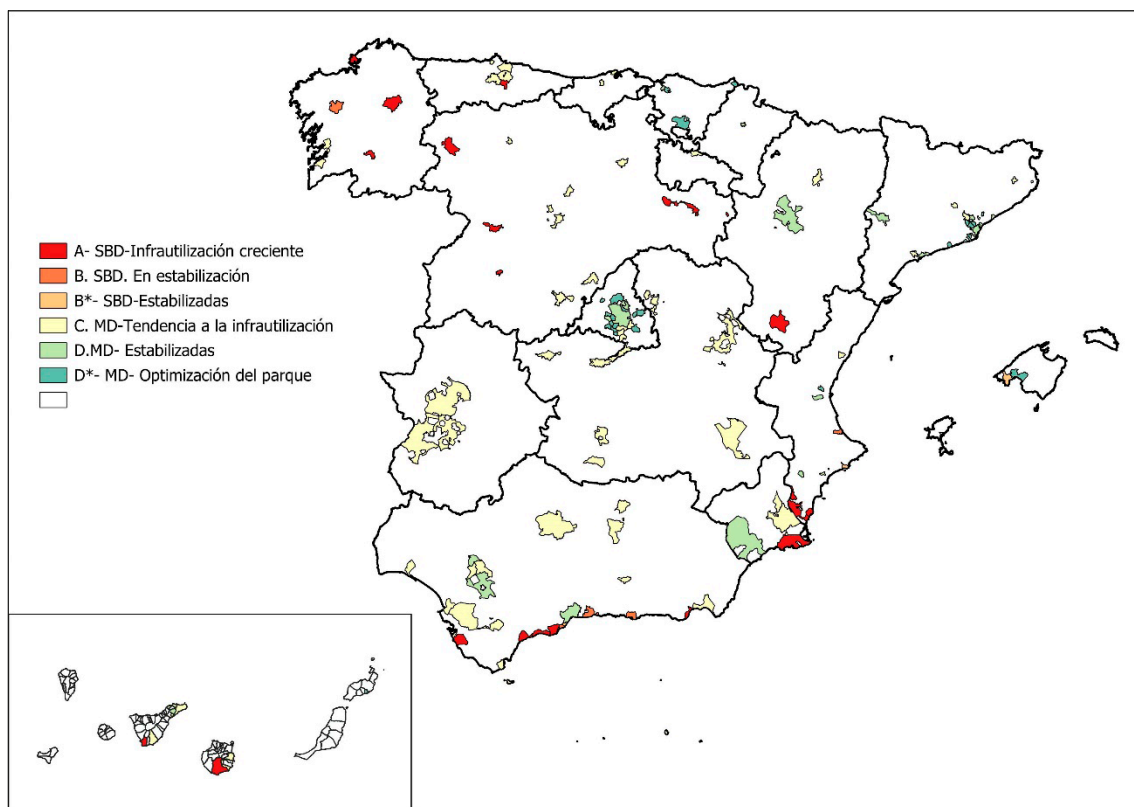 A- SBD-Infrautilización creciente
B. SBD. En estabilización
B*- SBD-Estabilizadas
C. MD-Tendencia a la infrautilización
D.MD- Estabilizadas
D*- MD- Optimización del parque